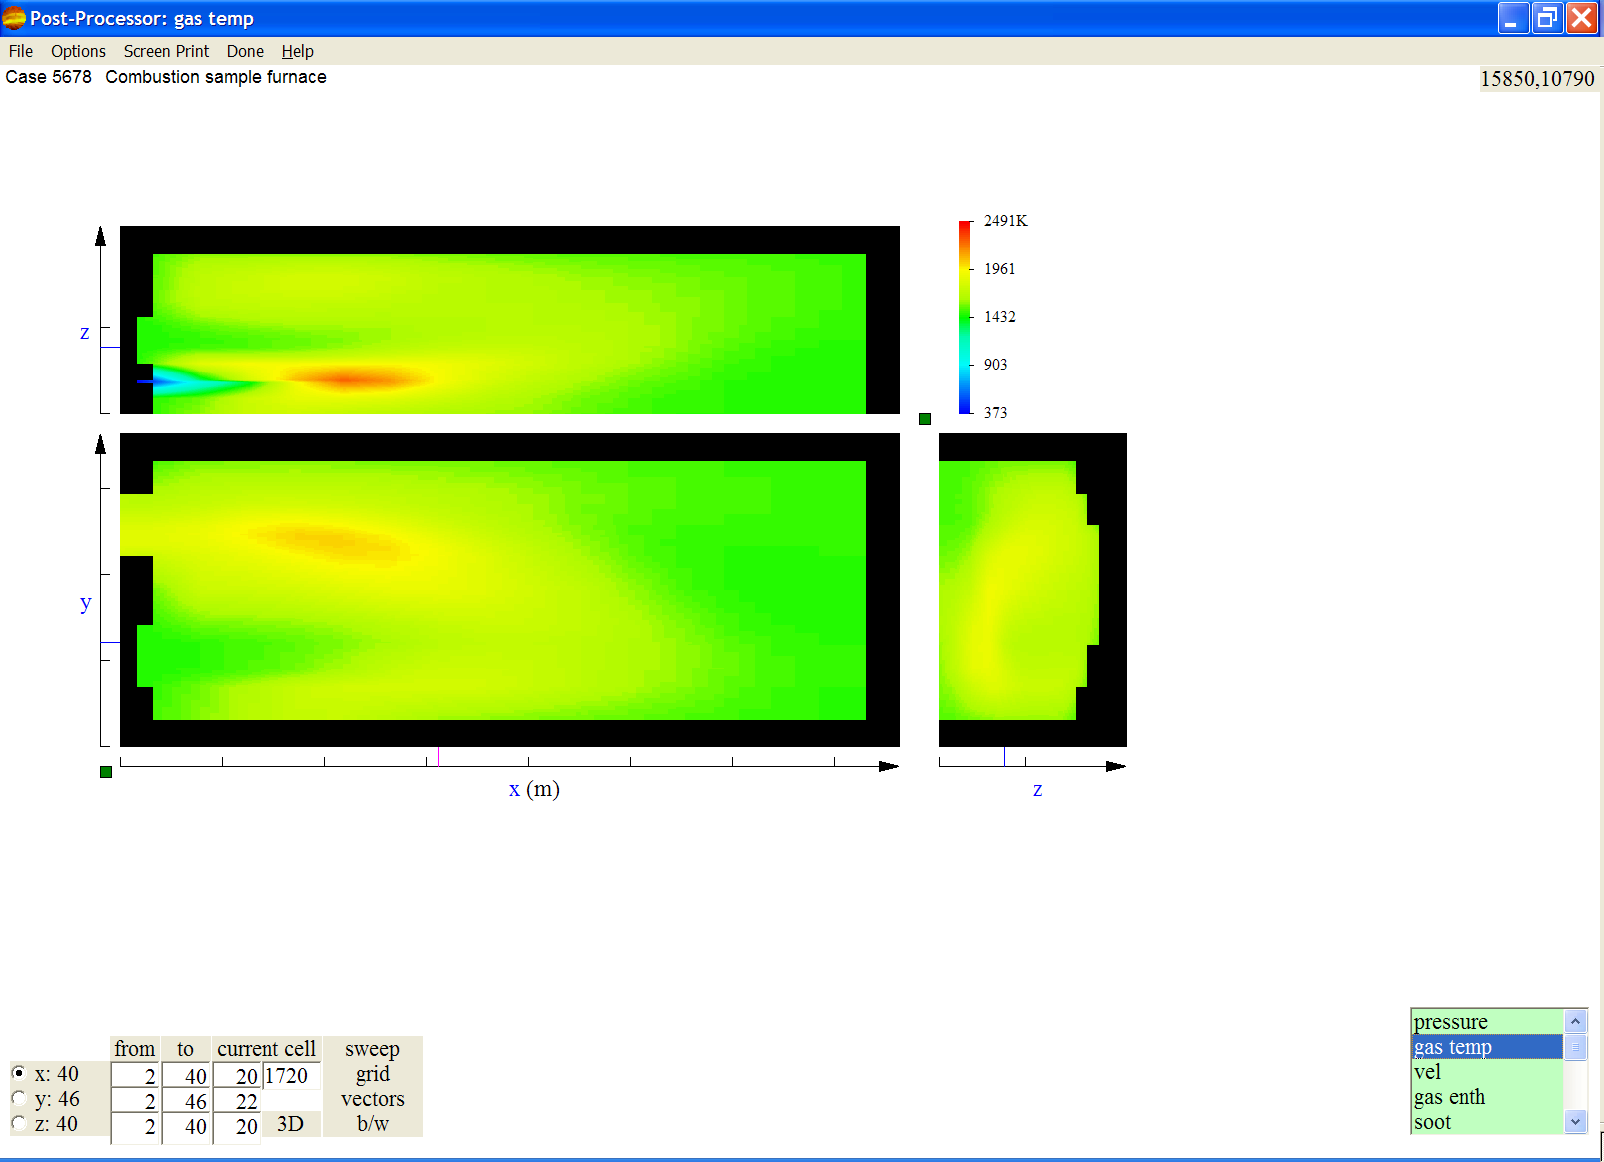 Post-Processor: gas temp
File Options Screen Print Done Help
Case 5678 Combustion sample furnace
15850,10790
2491K
1961
1432
903
373
z
y
x (m)
z
from to current cell sweep
x: 40 2 40 20 1720 grid
y: 46 2 46 22 vectors
z: 40 2 40 20 3D b/w
pressure
gas temp
vel
gas enth
soot